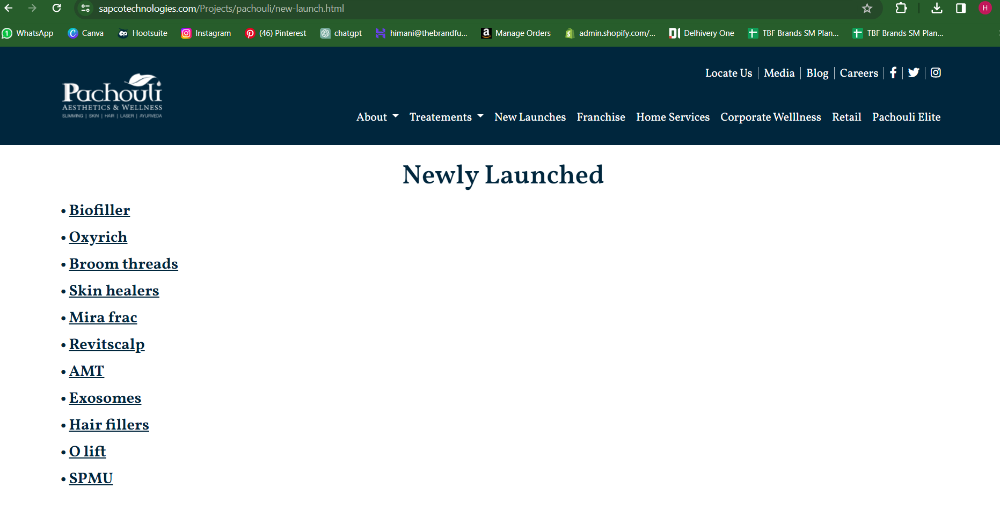 sapcotechnologies.com/Projects/pachouli/new-launch.html
H
1 WhatsApp
Canva
Hootsuite
Instagram
(46) Pinterest
chatgpt
himani@thebrandfu...
Manage Orders
admin.shopify.com/...
Delhivery One
TBF Brands SM Plan...
TBF Brands SM Plan...
Locate Us | Media | Blog | Careers
Pachouli
AESTHETICS & WELLNESS
SLIMMING | SKIN | HAIR | LASER | AYURVEDA
About Treatements New Launches Franchise Home Services Corporate Welllness Retail Pachouli Elite
Newly Launched
• Biofiller
• Oxyrich
• Broom threads
• Skin healers
• Mira frac
• Revitscalp
• AMT
• Exosomes
• Hair fillers
• O lift
• SPMU